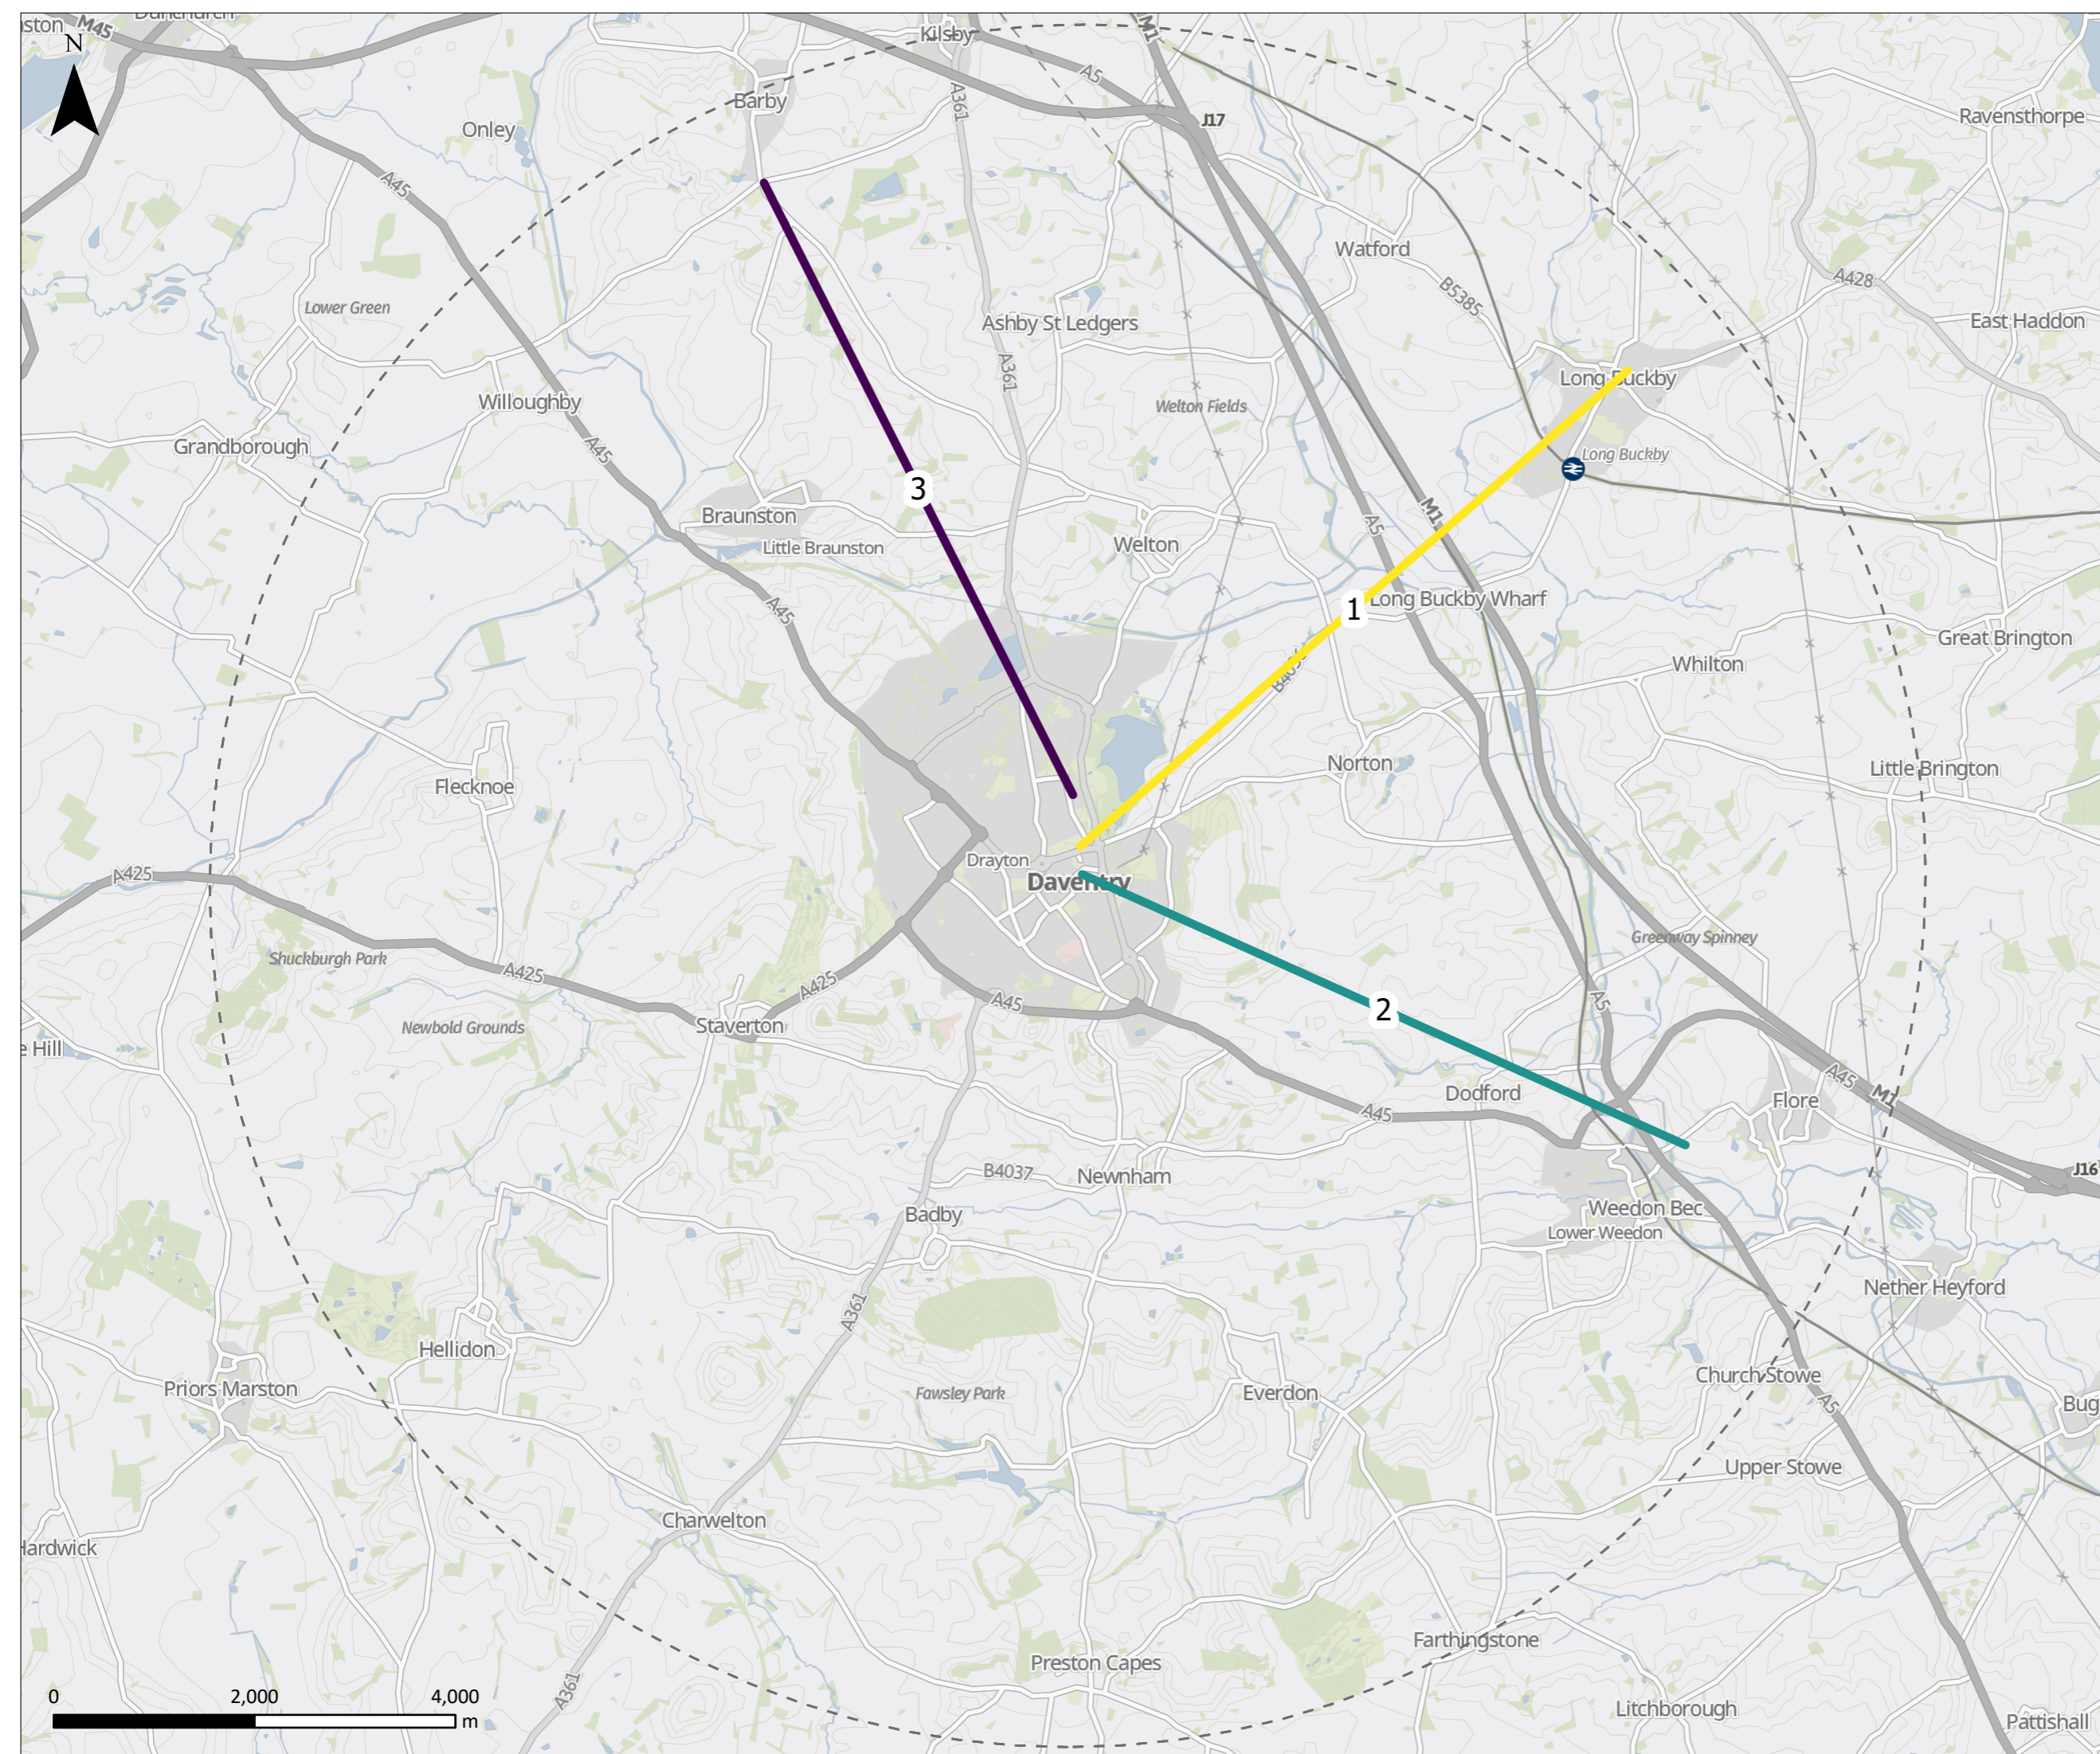 M45
N
Kilsby
M1
A5
Barby
A361
J17
Ravensthorpe
Onley
A45
Watford
B5385
A428
Lower Green
Ashby St Ledgers
East Haddon
A361
Long Buckby
Willoughby
Welton Fields
A45
Grandborough
Long Buckby
3
M1
Braunston
A5
Welton
Little Braunston
Long Buckby Wharf
1
A45
Great Brington
Whilton
Norton
Little Brington
Flecknoe
Drayton
A425
Daventry
Greenway Spinney
Shuckburgh Park
A425
A425
A45
A5
2
Newbold Grounds
Staverton
e Hill
A45
Dodford
M1
Flore
A45
B4037
Newnham
J16
Weedon Bec
Badby
Lower Weedon
Nether Heyford
A361
Hellidon
Church Stowe
Priors Marston
Fawsley Park
Everdon
A5
Bug
Upper Stowe
Charwelton
Hardwick
Farthingstone
Preston Capes
A361
0 2,000 4,000
m
Litchborough
Pattishall